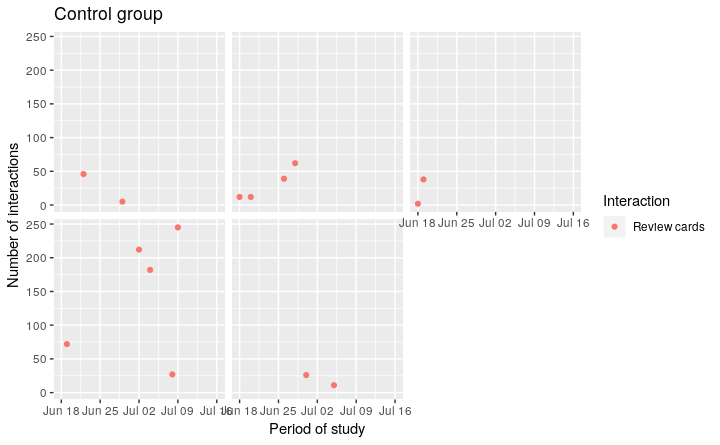 Control group
Number of interactions
250
200
150
100
50
0
Jun 18 Jun 25 Jul 02 Jul 09 Jul 16
250
200
150
100
50
0
Jun 18 Jun 25 Jul 02 Jul 09 Jul 16 Jun 18 Jun 25 Jul 02 Jul 09 Jul 16
Period of study
Interaction
Review cards